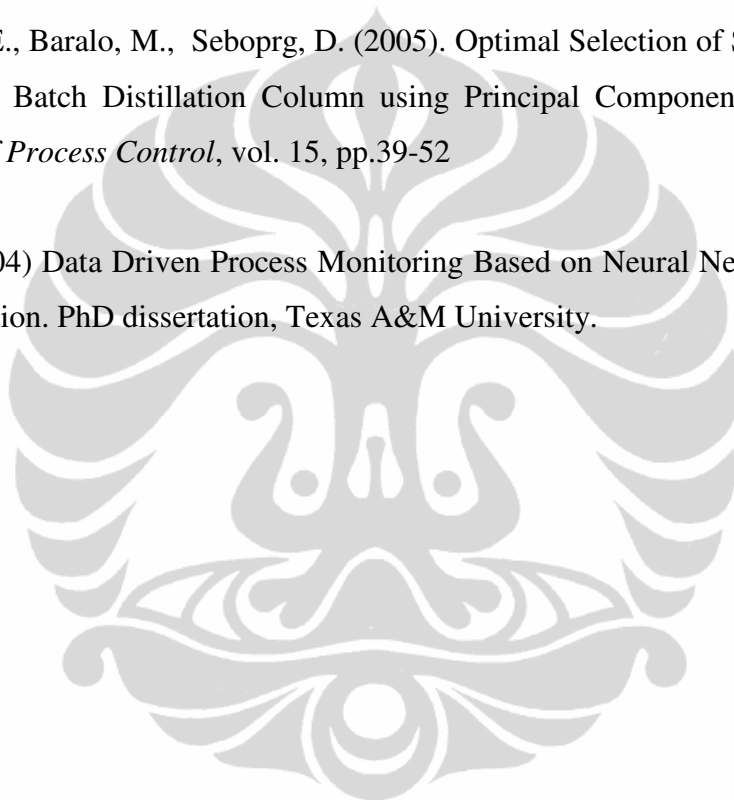 E., Baralo, M., Seboprg, D. (2005). Optimal Selection of S
Batch Distillation Column using Principal Component
Process Control, vol. 15, pp.39-52
04) Data Driven Process Monitoring Based on Neural Ne
ion. PhD dissertation, Texas A&M University.